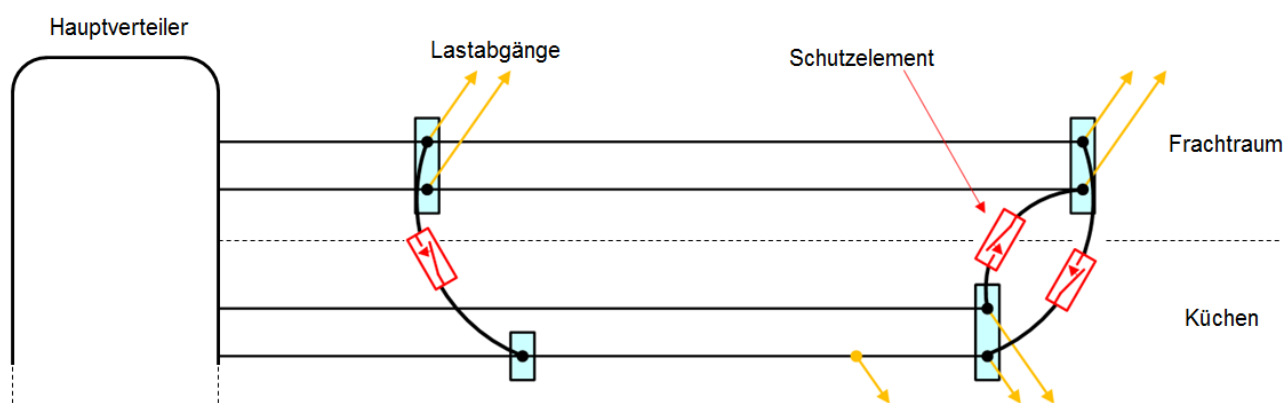 Hauptverteiler
Lastabgänge
Schutzelement
Frachtraum
Küchen